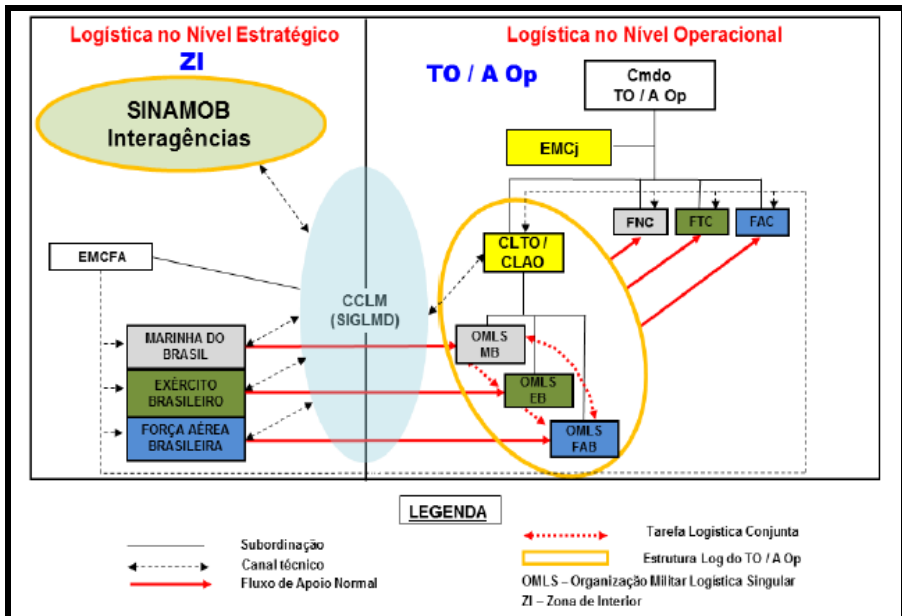 Logística no Nível Estratégico
ZI
SINAMOB
Interagências
EMCFA
MARINHA DO
BRASIL
EXÉRCITO
BRASILEIRO
FORÇA AÉREA
BRASILEIRA
CCLM
(SIGLMD)
Logística no Nível Operacional
TO / A Op
Cmdo
TO / A Op
EMCj
FNC
FTC
FAC
CLTO /
CLAO
OMLS
MB
OMLS
EB
OMLS
FAB
LEGENDA
Subordinação
Canal técnico
Fluxo de Apoio Normal
Tarefa Logística Conjunta
Estrutura Log do TO / A Op
OMLS – Organização Militar Logística Singular
ZI – Zona de Interior